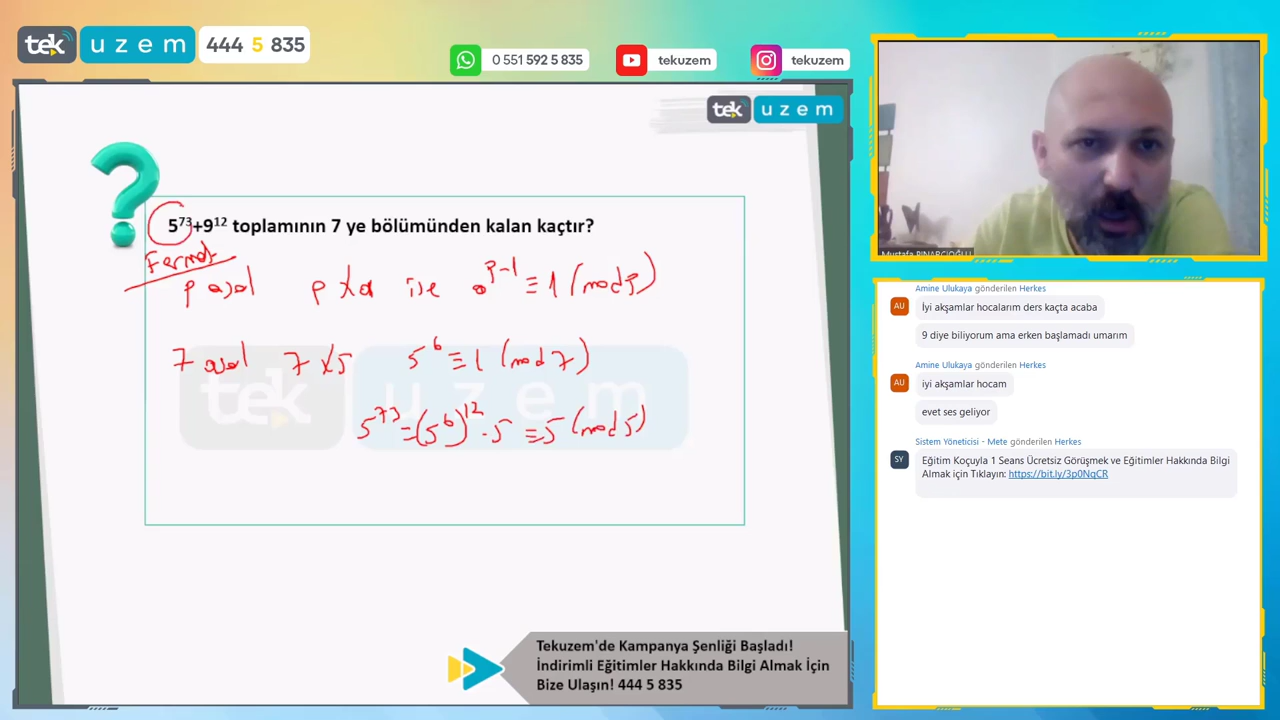 tek uzem 444 5 835
0 551 592 5 835 tekuzem tekuzem
tek uzem
5⁷³+9¹² toplamının 7 ye bölümünden kalan kaçtır?
Fermat
p asal p∤a ise a^p-1 ≡ 1 (mod p)
7 asal 7∤5 5⁶ ≡ 1 (mod 7)
5⁷³ = (5⁶)¹² . 5 ≡ 5 (mod 5)
tek uzem
Tekuzem'de Kampanya Şenliği Başladı!
İndirimli Eğitimler Hakkında Bilgi Almak İçin
Bize Ulaşın! 444 5 835
Mustafa PINARCIOĞLU
Amine Ulukaya gönderilen Herkes
AU İyi akşamlar hocalarım ders kaçta acaba
9 diye biliyorum ama erken başlamadı umarım
Amine Ulukaya gönderilen Herkes
AU iyi akşamlar hocam
evet ses geliyor
Sistem Yöneticisi - Mete gönderilen Herkes
SY Eğitim Koçuyla 1 Seans Ücretsiz Görüşmek ve Eğitimler Hakkında Bilgi
Almak için Tıklayın: https://bit.ly/3p0NqCR